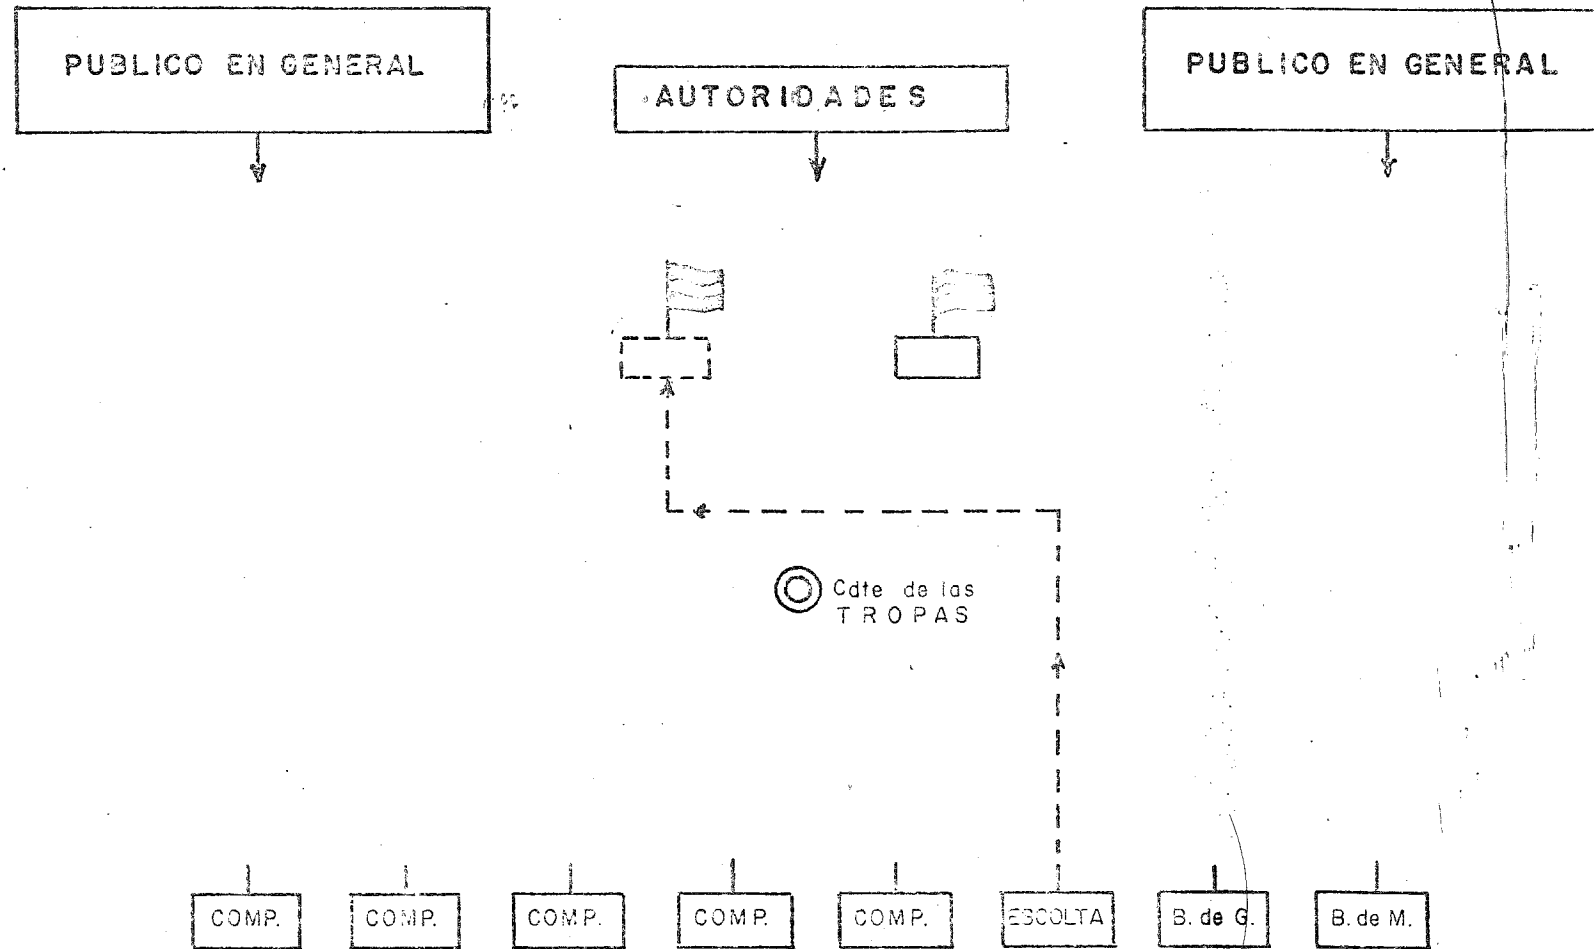 PUBLICO EN GENERAL
AUTORIDADES
PUBLICO EN GENERAL
Cdte de las
TROPAS
COMP.
COMP.
COMP.
COMP.
COMP.
ESCOLTA
B. de G.
B. de M.